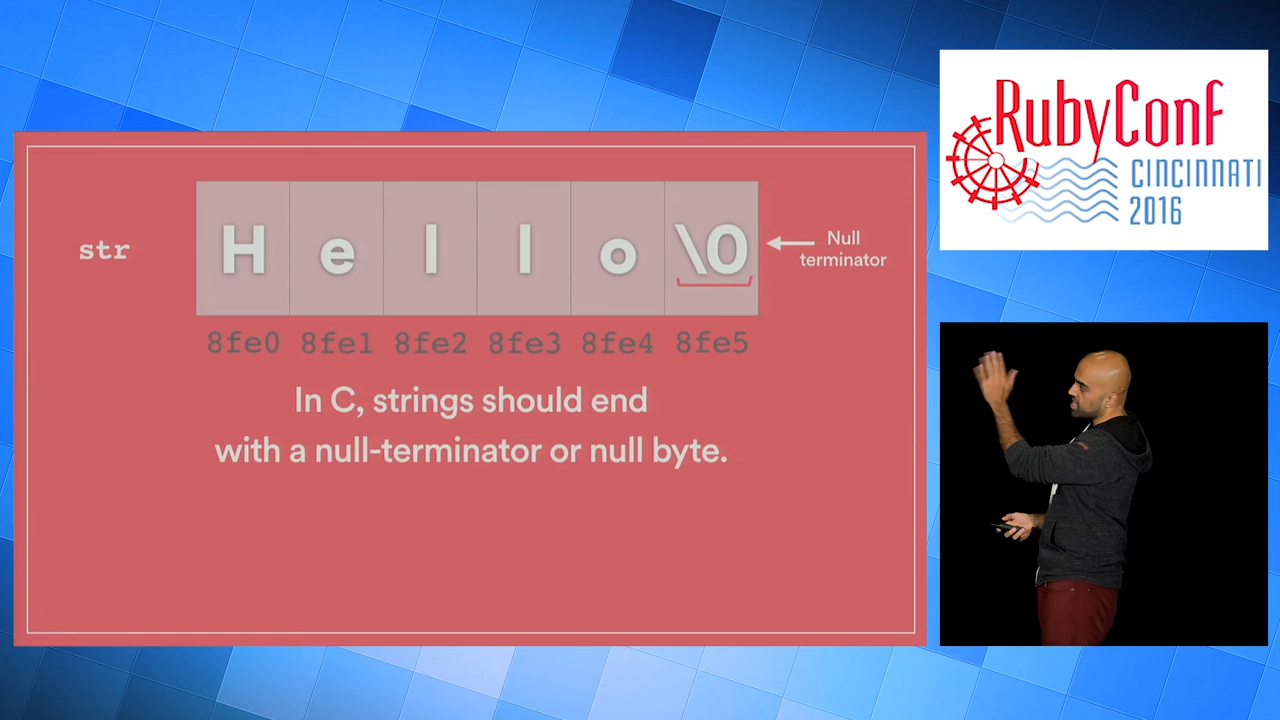 str
H e l l o \0
Null
terminator
8fe0 8fe1 8fe2 8fe3 8fe4 8fe5
In C, strings should end
with a null-terminator or null byte.
RubyConf
CINCINNATI
2016